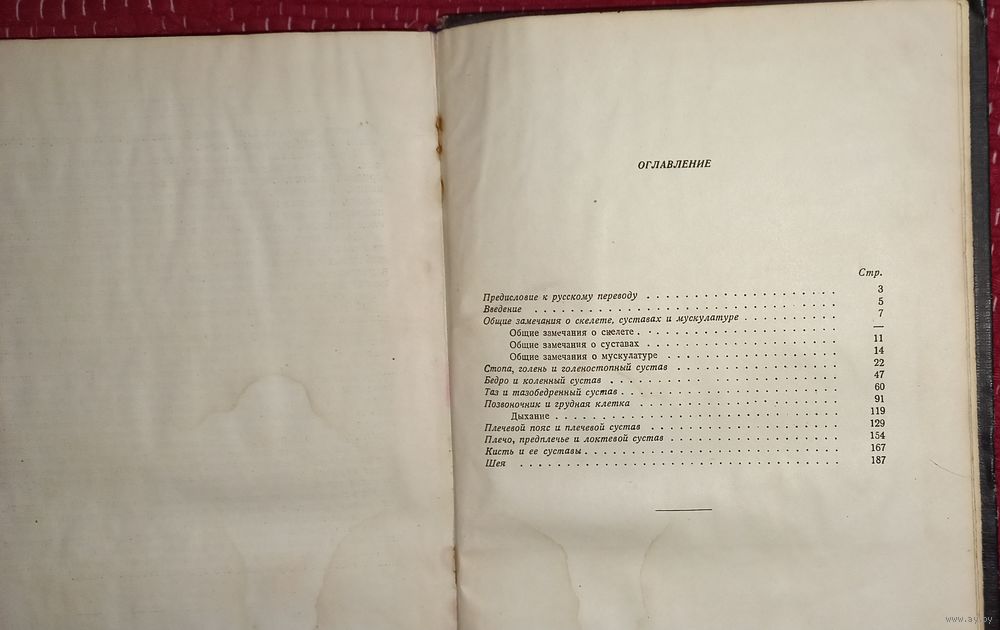 ОГЛАВЛЕНИЕ
Стр.
Предисловие к русскому переводу . . . . . . . . . . . . . . . . . 3
Введение . . . . . . . . . . . . . . . . . . . . . . . . . . 5
Общие замечания о скелете, суставах и мускулатуре . . . . . . . . 7
Общие замечания о скелете . . . . . . . . . . . . . . . . . —
Общие замечания о суставах . . . . . . . . . . . . . . . . 11
Общие замечания о мускулатуре . . . . . . . . . . . . . . . 14
Стопа, голень и голеностопный сустав . . . . . . . . . . . . . . 22
Бедро и коленный сустав . . . . . . . . . . . . . . . . . . . . 47
Таз и тазобедренный сустав . . . . . . . . . . . . . . . . . . . 60
Позвоночник и грудная клетка . . . . . . . . . . . . . . . . . 91
Дыхание . . . . . . . . . . . . . . . . . . . . . . . . 119
Плечевой пояс и плечевой сустав . . . . . . . . . . . . . . . . 129
Плечо, предплечье и локтевой сустав . . . . . . . . . . . . . . 154
Кисть и ее суставы . . . . . . . . . . . . . . . . . . . . . . 167
Шея . . . . . . . . . . . . . . . . . . . . . . . . . . . 187
www.ay.by